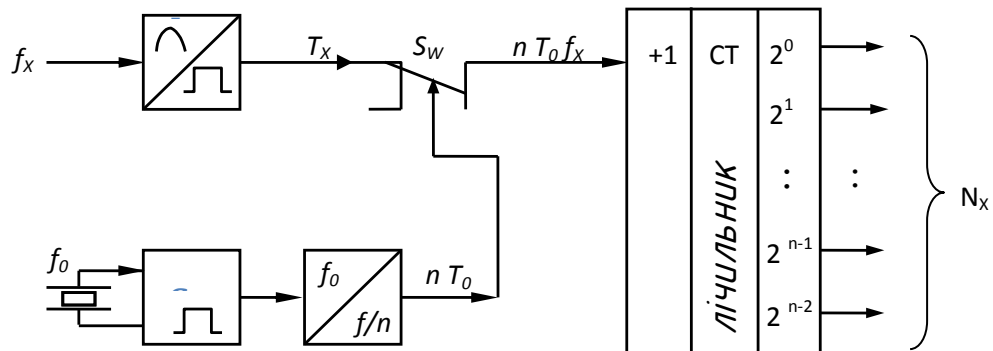 f_X
T_X
S_W
n T_0 f_X
+1
СТ
2^0
2^1
:
:
2^{n-1}
2^{n-2}
ЛІЧИЛЬНИК
N_X
f_0
f_0
f/n
n T_0